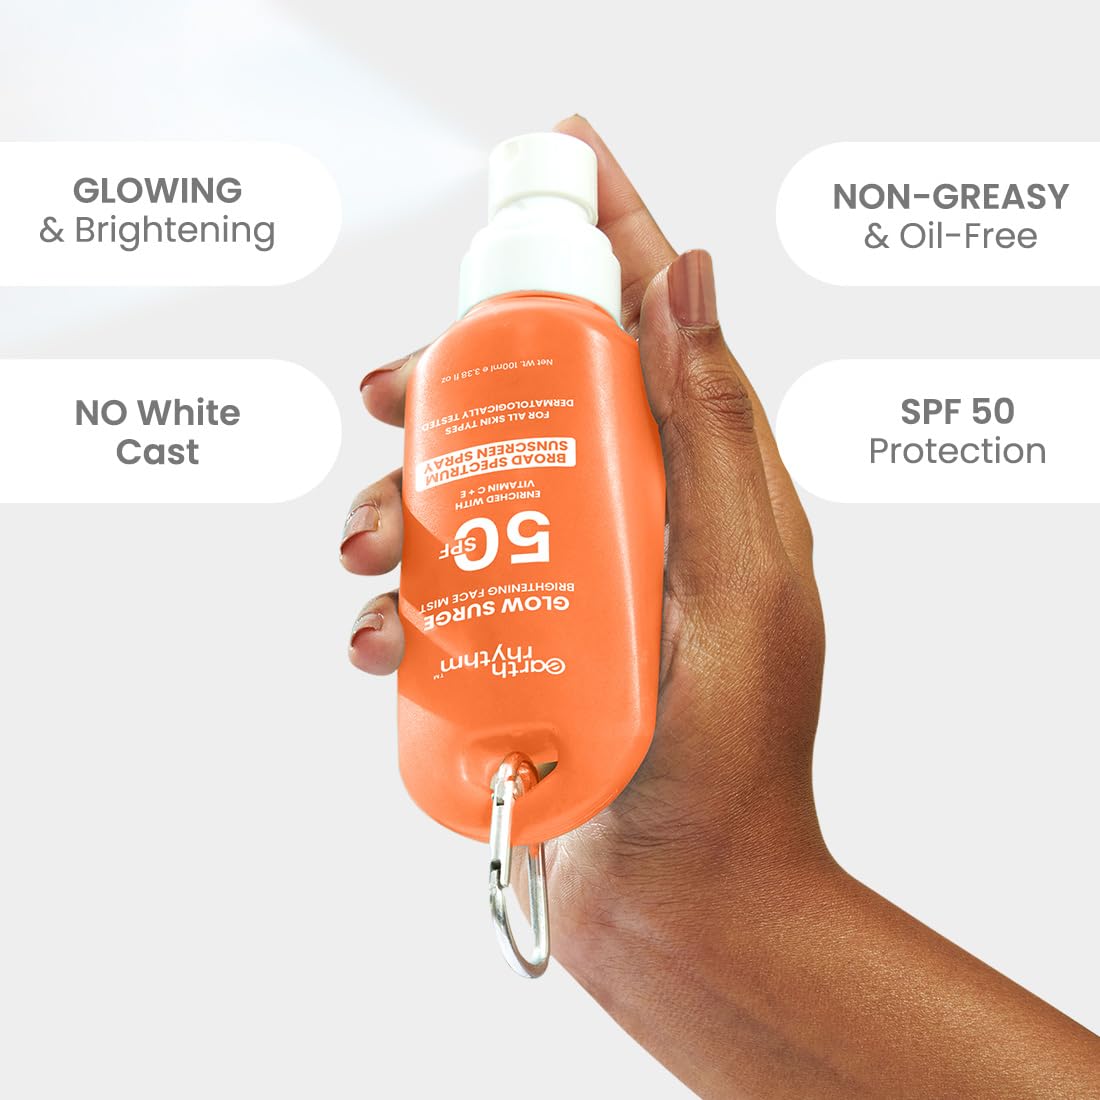 GLOWING
& Brightening
NON-GREASY
& Oil-Free
NO White
Cast
SPF 50
Protection
earth
rhythm™
GLOW SURGE
BRIGHTENING FACE MIST
50
SPF
ENRICHED WITH
VITAMIN C + E
BROAD SPECTRUM
SUNSCREEN SPRAY
FOR ALL SKIN TYPES
DERMATOLOGICALLY TESTED
Net Wt. 100ml e 3.38 fl oz